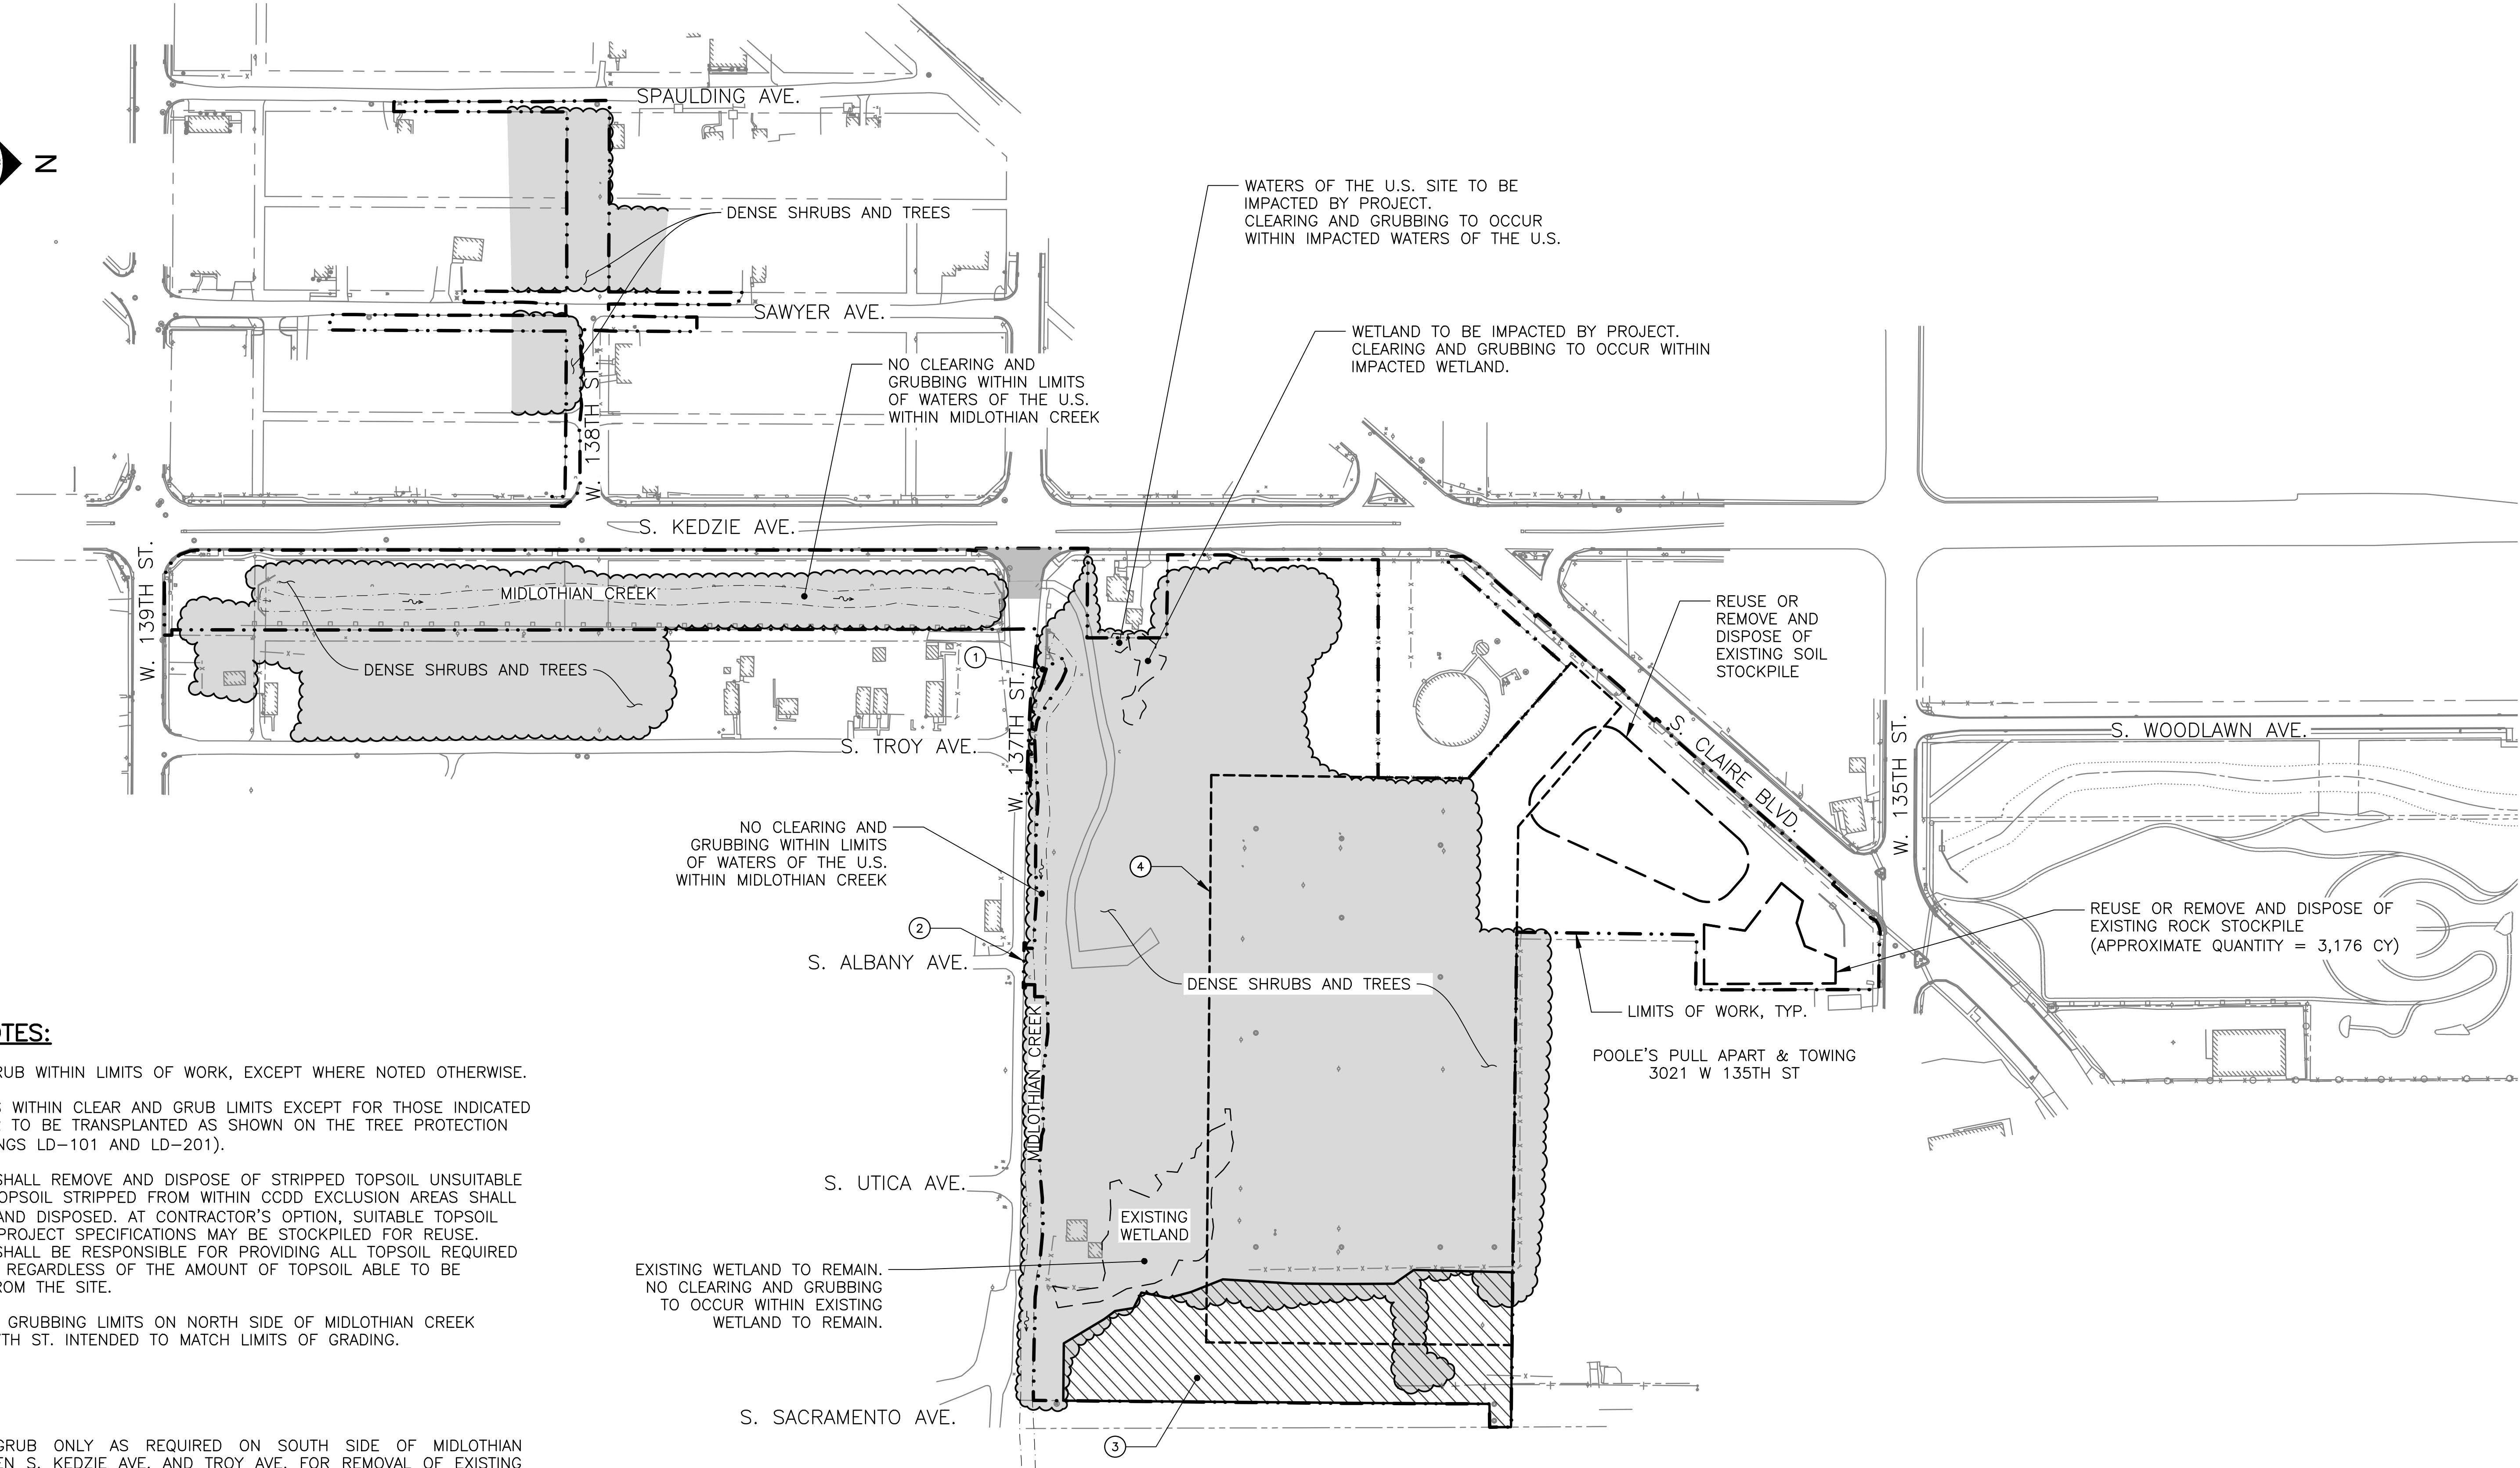 SPAULDING AVE.
N
DENSE SHRUBS AND TREES
WATERS OF THE U.S. SITE TO BE
IMPACTED BY PROJECT.
CLEARING AND GRUBBING TO OCCUR
WITHIN IMPACTED WATERS OF THE U.S.
SAWYER AVE.
WETLAND TO BE IMPACTED BY PROJECT.
CLEARING AND GRUBBING TO OCCUR WITHIN
IMPACTED WETLAND.
NO CLEARING AND
GRUBBING WITHIN LIMITS
OF WATERS OF THE U.S.
WITHIN MIDLOTHIAN CREEK
W. 138TH ST.
S. KEDZIE AVE.
W. 139TH ST.
MIDLOTHIAN CREEK
DENSE SHRUBS AND TREES
1
W. 137TH ST.
S. TROY AVE.
REUSE OR
REMOVE AND
DISPOSE OF
EXISTING SOIL
STOCKPILE
S. CLAIRE BLVD.
W. 135TH ST.
S. WOODLAWN AVE.
NO CLEARING AND
GRUBBING WITHIN LIMITS
OF WATERS OF THE U.S.
WITHIN MIDLOTHIAN CREEK
4
2
S. ALBANY AVE.
REUSE OR REMOVE AND DISPOSE OF
EXISTING ROCK STOCKPILE
(APPROXIMATE QUANTITY = 3,176 CY)
DENSE SHRUBS AND TREES
LIMITS OF WORK, TYP.
POOLE'S PULL APART & TOWING
3021 W 135TH ST
MIDLOTHIAN CREEK
S. UTICA AVE.
EXISTING
WETLAND
EXISTING WETLAND TO REMAIN.
NO CLEARING AND GRUBBING
TO OCCUR WITHIN EXISTING
WETLAND TO REMAIN.
S. SACRAMENTO AVE.
3
OTES:
RUB WITHIN LIMITS OF WORK, EXCEPT WHERE NOTED OTHERWISE.
S WITHIN CLEAR AND GRUB LIMITS EXCEPT FOR THOSE INDICATED
TO BE TRANSPLANTED AS SHOWN ON THE TREE PROTECTION
NGS LD-101 AND LD-201).
SHALL REMOVE AND DISPOSE OF STRIPPED TOPSOIL UNSUITABLE
OPSOIL STRIPPED FROM WITHIN CCDD EXCLUSION AREAS SHALL
AND DISPOSED. AT CONTRACTOR'S OPTION, SUITABLE TOPSOIL
PROJECT SPECIFICATIONS MAY BE STOCKPILED FOR REUSE.
SHALL BE RESPONSIBLE FOR PROVIDING ALL TOPSOIL REQUIRED
REGARDLESS OF THE AMOUNT OF TOPSOIL ABLE TO BE
ROM THE SITE.
GRUBBING LIMITS ON NORTH SIDE OF MIDLOTHIAN CREEK
TH ST. INTENDED TO MATCH LIMITS OF GRADING.
GRUB ONLY AS REQUIRED ON SOUTH SIDE OF MIDLOTHIAN
EN S. KEDZIE AVE. AND TROY AVE. FOR REMOVAL OF EXISTING